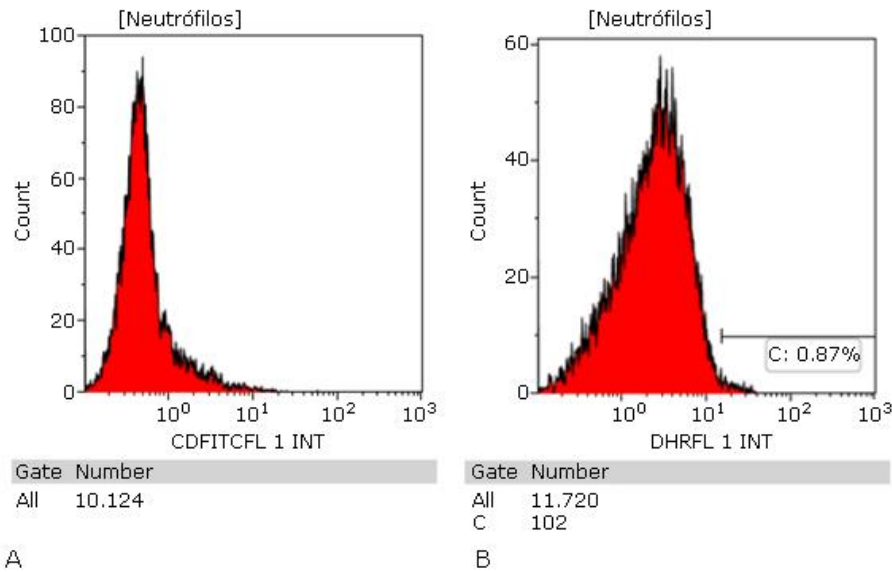 [Neutrófilos]
100
80
60
40
20
0
Count
10⁰ 10¹ 10² 10³
CDFITCFL 1 INT
Gate Number
All 10.124
A
[Neutrófilos]
60
40
20
0
Count
C: 0.87%
10⁰ 10¹ 10² 10³
DHRFL 1 INT
Gate Number
All 11.720
C 102
B